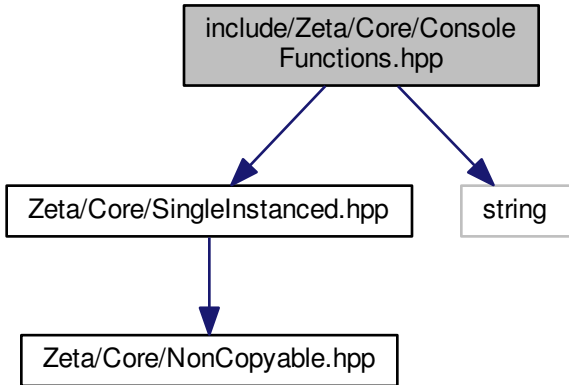 include/Zeta/Core/Console
Functions.hpp
Zeta/Core/SingleInstanced.hpp
string
Zeta/Core/NonCopyable.hpp